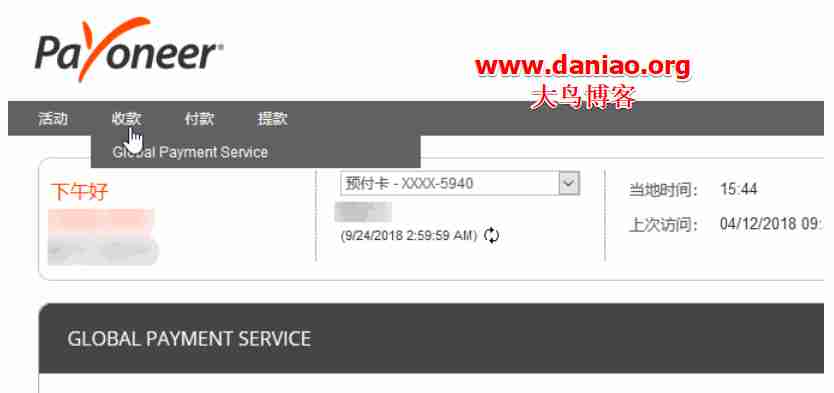 Payoneer
www.daniao.org
大鸟博客
活动 收款 付款 提款
Global Payment Service
下午好
预付卡 - XXXX-5940
(9/24/2018 2:59:59 AM)
当地时间： 15:44
上次访问： 04/12/2018 09:
GLOBAL PAYMENT SERVICE